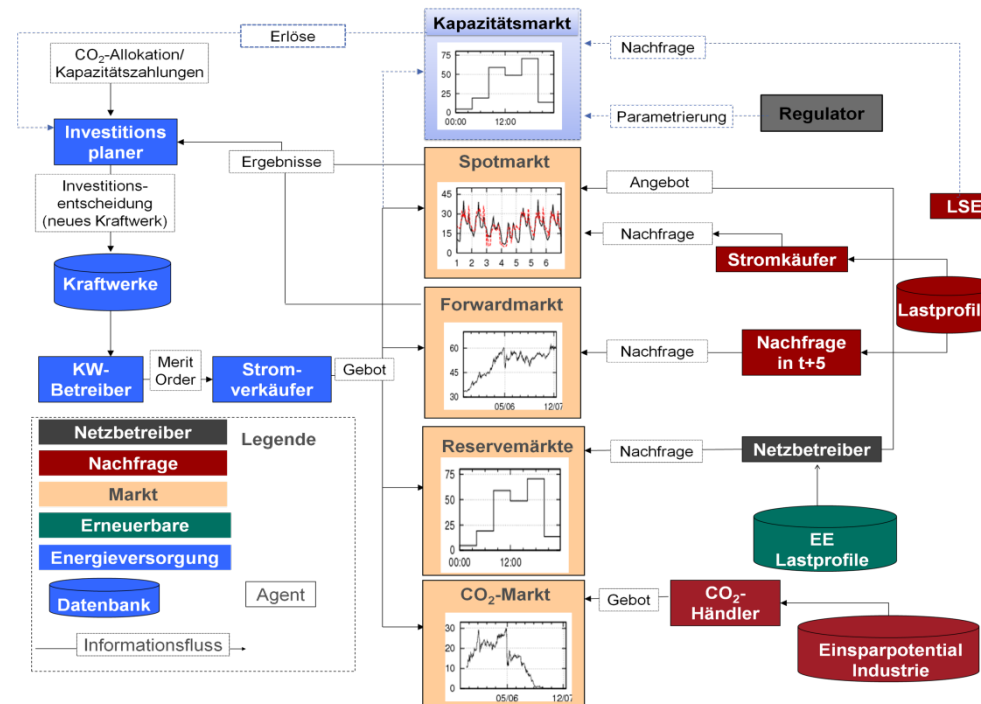 Kapazitätsmarkt
75
50
25
0
00:00
12:00
Erlöse
CO₂-Allokation/
Kapazitätszahlungen
Nachfrage
Parametrierung
Regulator
Investitions
planer
Ergebnisse
Spotmarkt
45
30
15
0
1 2 3 4 5 5 6
Angebot
LSE
Investitions-
entscheidung
(neues Kraftwerk)
Nachfrage
Stromkäufer
Kraftwerke
Lastprofile
Forwardmarkt
60
45
30
05/06
12/07
Nachfrage
Nachfrage
in t+5
KW-
Betreiber
Merit
Order
Strom-
verkäufer
Gebot
Legende
Netzbetreiber
Nachfrage
Markt
Erneuerbare
Energieversorgung
Datenbank
Agent
Informationsfluss
Reservemärkte
75
50
25
0
00:00
12:00
Nachfrage
Netzbetreiber
EE
Lastprofile
CO₂-Markt
30
20
10
0
05/06
12/07
Gebot
CO₂-
Händler
Einsparpotential
Industrie